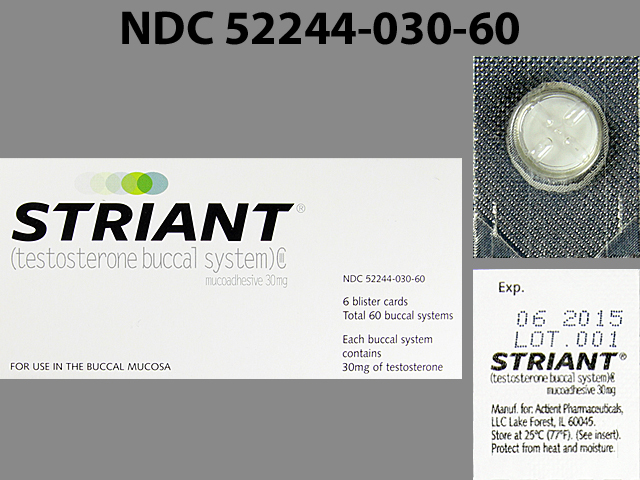 NDC 52244-030-60
STRIANT®
(testosterone buccal system)CIII
mucoadhesive 30mg
NDC 52244-030-60
6 blister cards
Total 60 buccal systems
Each buccal system
contains
30mg of testosterone
FOR USE IN THE BUCCAL MUCOSA
Exp.
06 2015
LOT.001
STRIANT®
(testosterone buccal system)CIII
mucoadhesive 30mg
Manuf. for: Actient Pharmaceuticals,
LLC Lake Forest, IL 60045.
Store at 25°C (77°F). (See insert).
Protect from heat and moisture.